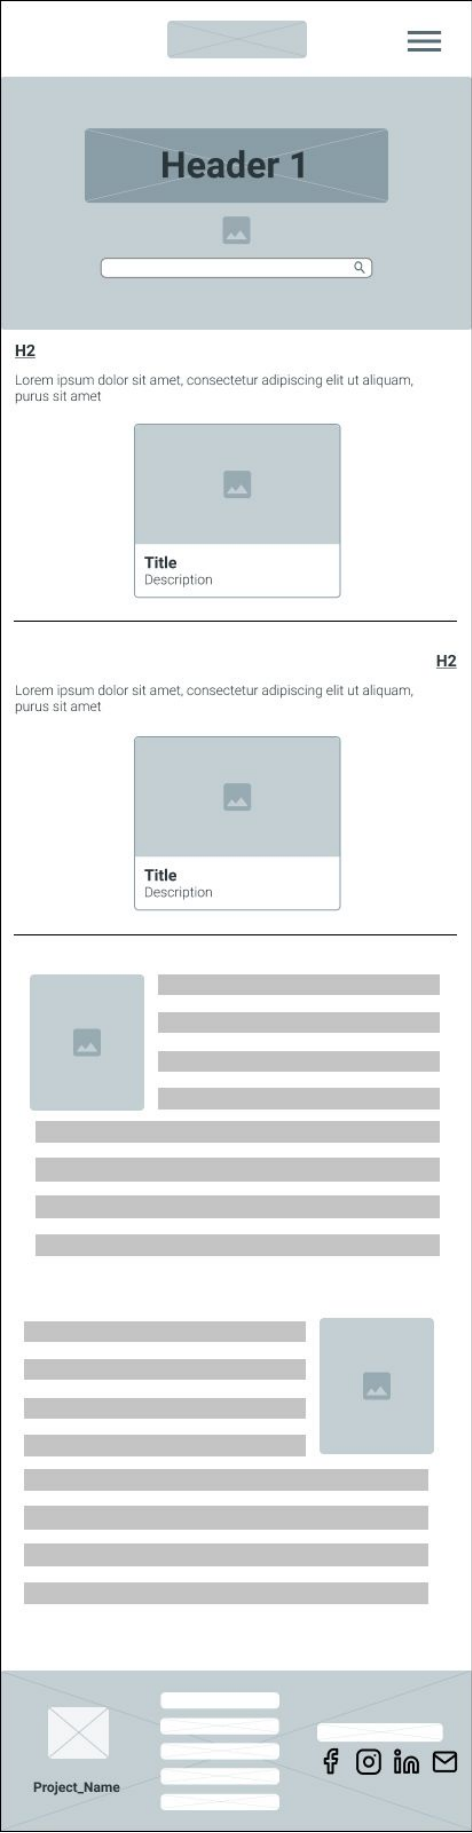 Header 1
H2
Lorem ipsum dolor sit amet, consectetur adipiscing elit ut aliquam,
purus sit amet
Title
Description
H2
Lorem ipsum dolor sit amet, consectetur adipiscing elit ut aliquam,
purus sit amet
Title
Description
Project_Name